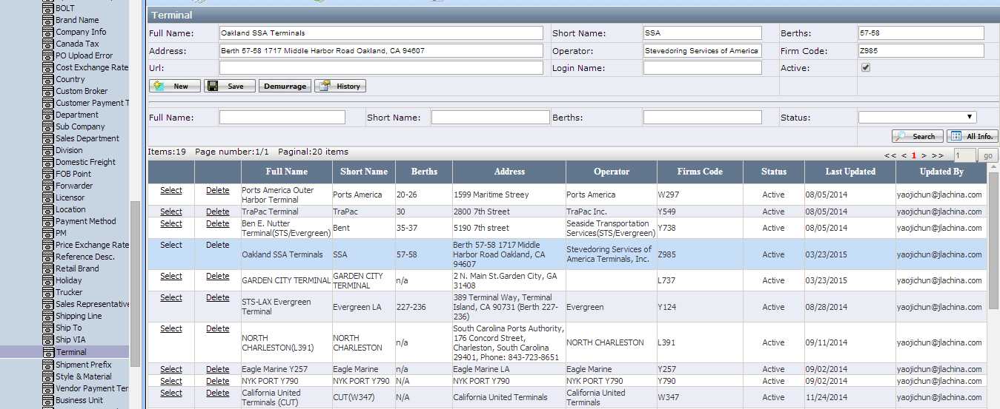 BOLT
Brand Name
Company Info
Canada Tax
PO Upload Error
Cost Exchange Rate
Country
Custom Broker
Customer Payment T
Department
Sub Company
Sales Department
Division
Domestic Freight
FOB Point
Forwarder
Licensor
Location
Payment Method
PM
Price Exchange Rate
Reference Desc.
Retail Brand
Holiday
Trucker
Sales Representative
Shipping Line
Ship To
Ship VIA
Terminal
Shipment Prefix
Style & Material
Vendor Payment Ter
Business Unit
Terminal
Full Name: Oakland SSA Terminals Short Name: SSA Berths: 57-58
Address: Berth 57-58 1717 Middle Harbor Road Oakland, CA 94607 Operator: Stevedoring Services of America Firm Code: Z985
Url: Login Name: Active:
New Save Demurrage History
Full Name: Short Name: Berths: Status:
Search All Info.
Items:19 Page number:1/1 Paginal:20 items << < 1 > >> 1 go
Full Name Short Name Berths Address Operator Firms Code Status Last Updated Updated By
Select Delete Ports America Outer
Harbor Terminal Ports America 20-26 1599 Maritime Streey Ports America W297 Active 08/05/2014 yaojichun@jlachina.com
Select Delete TraPac Terminal TraPac 30 2800 7th Street TraPac Inc. Y549 Active 08/05/2014 yaojichun@jlachina.com
Select Delete Ben E. Nutter
Terminal(STS/Evergreen) Bent 35-37 5190 7th street Seaside Transportation
Services(STS/Evergreen) Y738 Active 08/05/2014 yaojichun@jlachina.com
Select Delete Oakland SSA Terminals SSA 57-58 Berth 57-58 1717 Middle
Harbor Road Oakland, CA
94607 Stevedoring Services of
America Terminals, Inc. Z985 Active 03/23/2015 yaojichun@jlachina.com
Select Delete GARDEN CITY TERMINAL GARDEN CITY
TERMINAL n/a 2 N. Main St.Garden City, GA
31408 L737 Active 03/23/2015 yaojichun@jlachina.com
Select Delete STS-LAX Evergreen
Terminal Evergreen LA 227-236 389 Terminal Way, Terminal
Island, CA 90731 (Berth 227-
236) Evergreen Y124 Active 08/28/2014 yaojichun@jlachina.com
Select Delete NORTH
CHARLESTON(L391) NORTH
CHARLESTON n/a South Carolina Ports Authority,
176 Concord Street,
Charleston, South Carolina
29401, Phone: 843-723-8651 NORTH CHARLESTON L391 Active 09/11/2014 yaojichun@jlachina.com
Select Delete Eagle Marine Y257 Eagle Marine n/a Eagle Marine LA Eagle Marine Y257 Active 09/02/2014 yaojichun@jlachina.com
Select Delete NYK PORT Y790 NYK PORT Y790 N/A NYK PORT Y790 NYK PORT Y790 Y790 Active 09/02/2014 yaojichun@jlachina.com
Select Delete California United
Terminals (CUT) CUT(W347) N/A California United Terminals California United
Terminals W347 Active 11/24/2014 yaojichun@jlachina.com